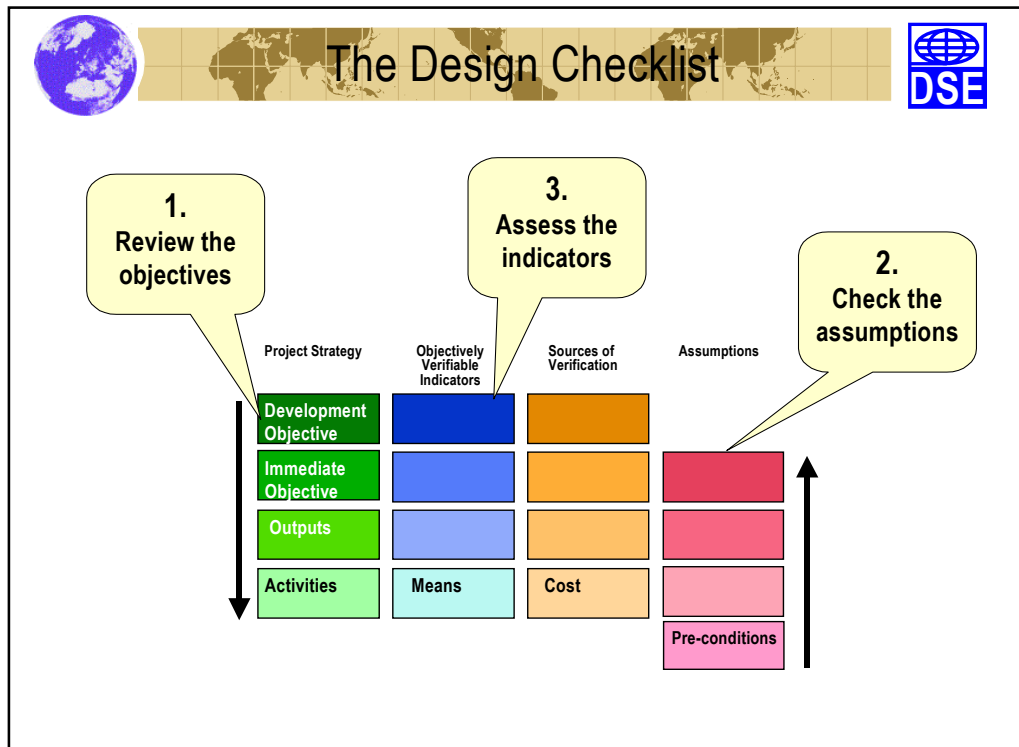 The Design Checklist
DSE
1.
Review the
objectives
3.
Assess the
indicators
2.
Check the
assumptions
Project Strategy
Objectively
Verifiable
Indicators
Sources of
Verification
Assumptions
Development
Objective
Immediate
Objective
Outputs
Activities
Means
Cost
Pre-conditions